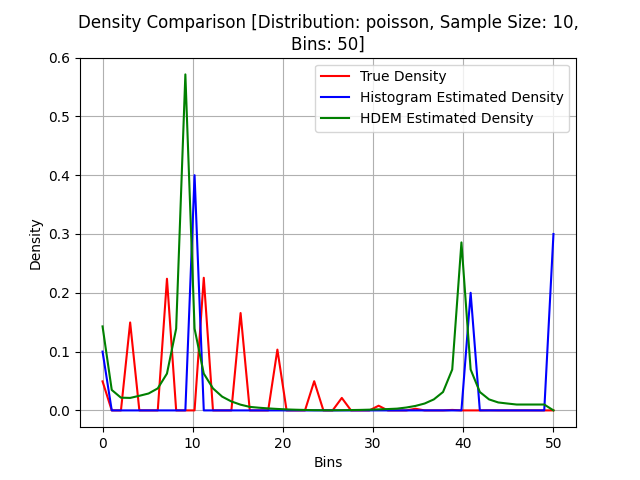 Density Comparison [Distribution: poisson, Sample Size: 10,
Bins: 50]
True Density
Histogram Estimated Density
HDEM Estimated Density
Density
0.6
0.5
0.4
0.3
0.2
0.1
0.0
0 10 20 30 40 50
Bins